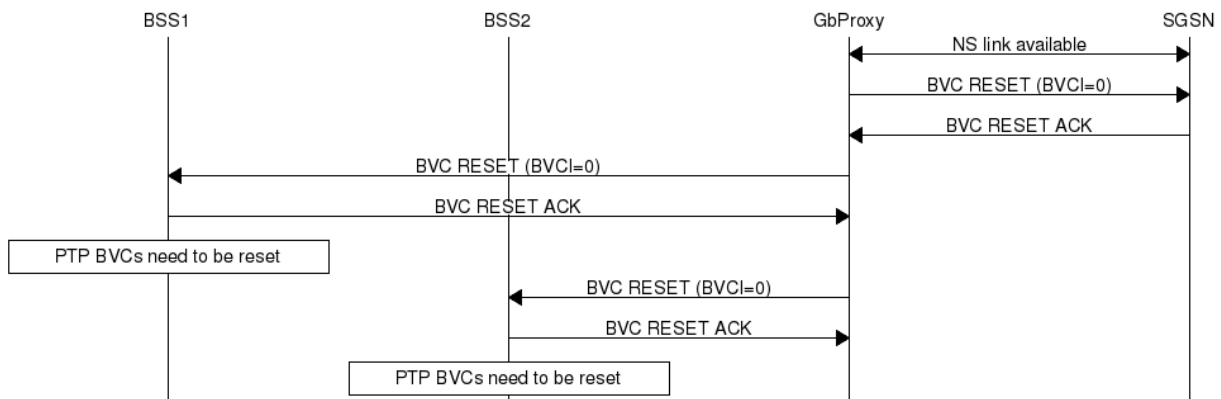 BSS1 BSS2 GbProxy SGSN
NS link available
BVC RESET (BVCI=0)
BVC RESET ACK
BVC RESET (BVCI=0)
BVC RESET ACK
PTP BVCs need to be reset
BVC RESET (BVCI=0)
BVC RESET ACK
PTP BVCs need to be reset